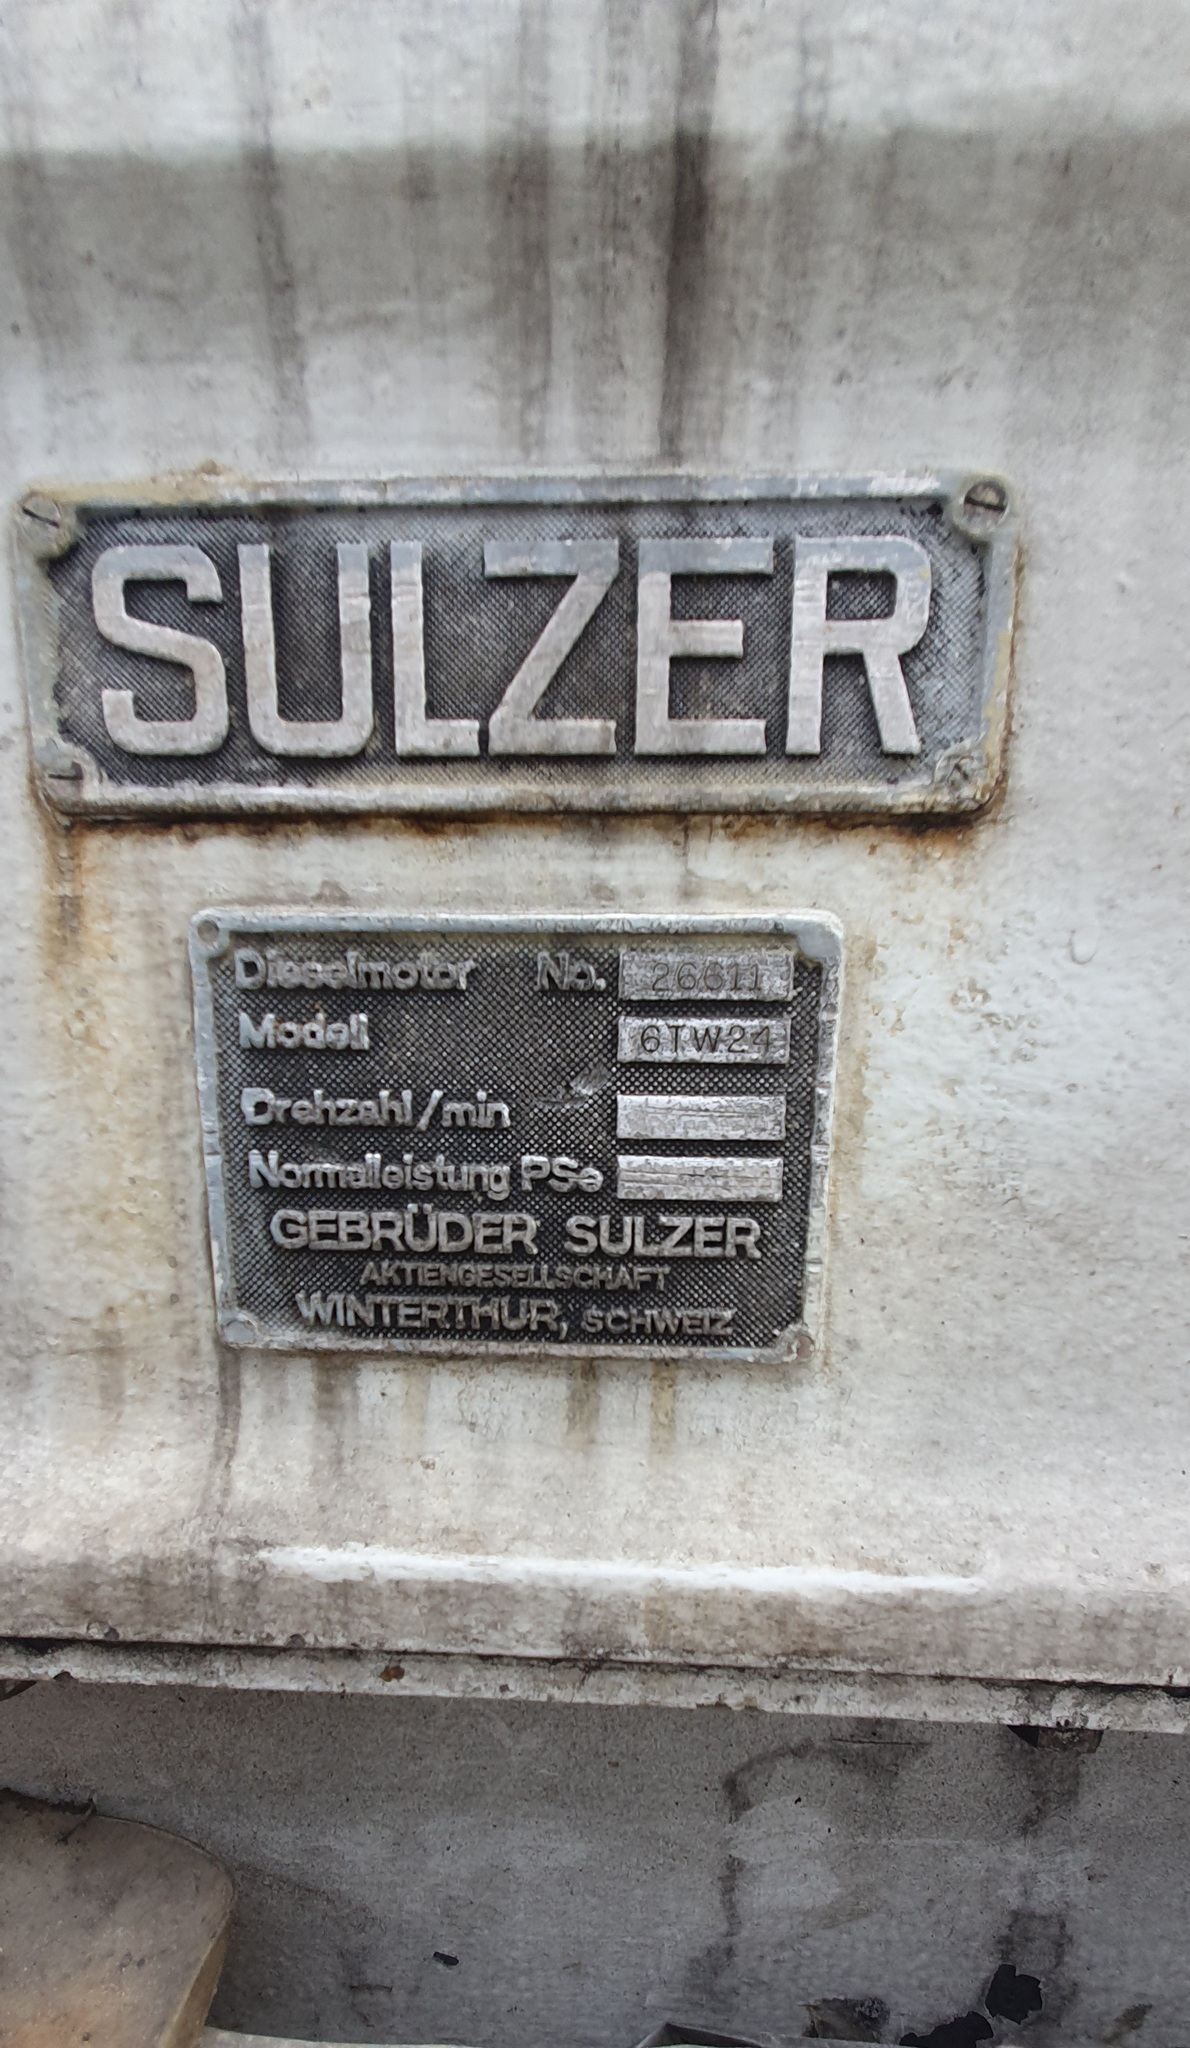 SULZER
Dieselmotor No. 26611
Modell 6TW24
Drehzahl/min
Normalleistung PSe
GEBRÜDER SULZER
AKTIENGESELLSCHAFT
WINTERTHUR, SCHWEIZ